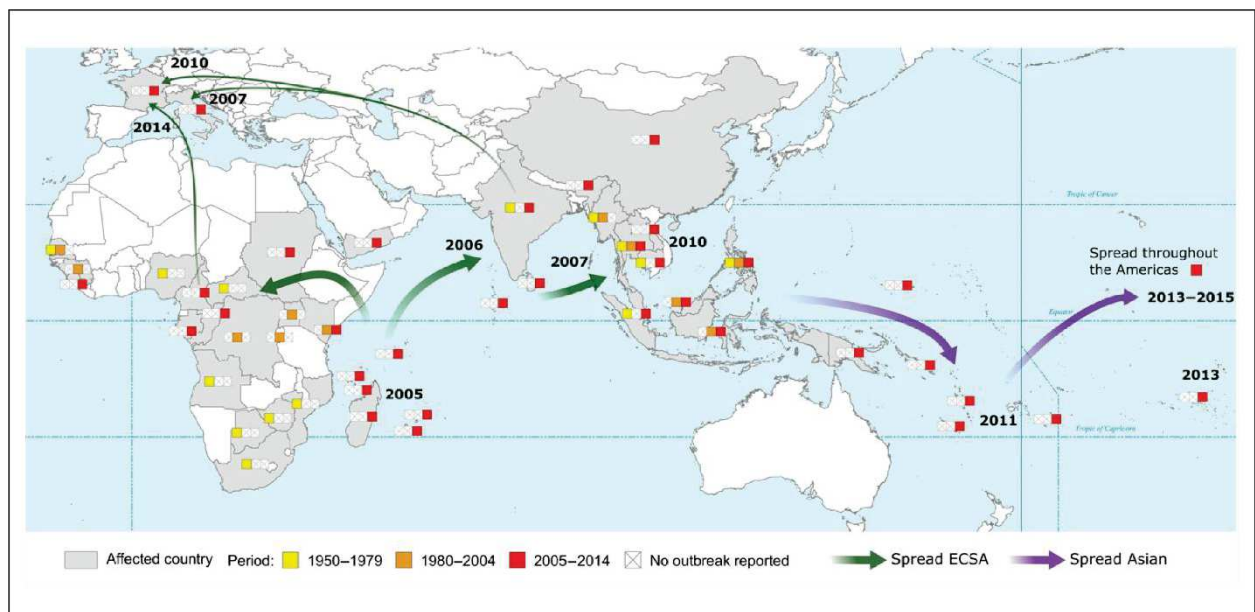 2010
2007
2014
Tropic of Cancer
2006
2010
2007
Spread throughout
the Americas
2013–2015
Equator
2005
2013
2011
Tropic of Capricorn
Affected country Period: 1950–1979 1980–2004 2005–2014 No outbreak reported Spread ECSA Spread Asian